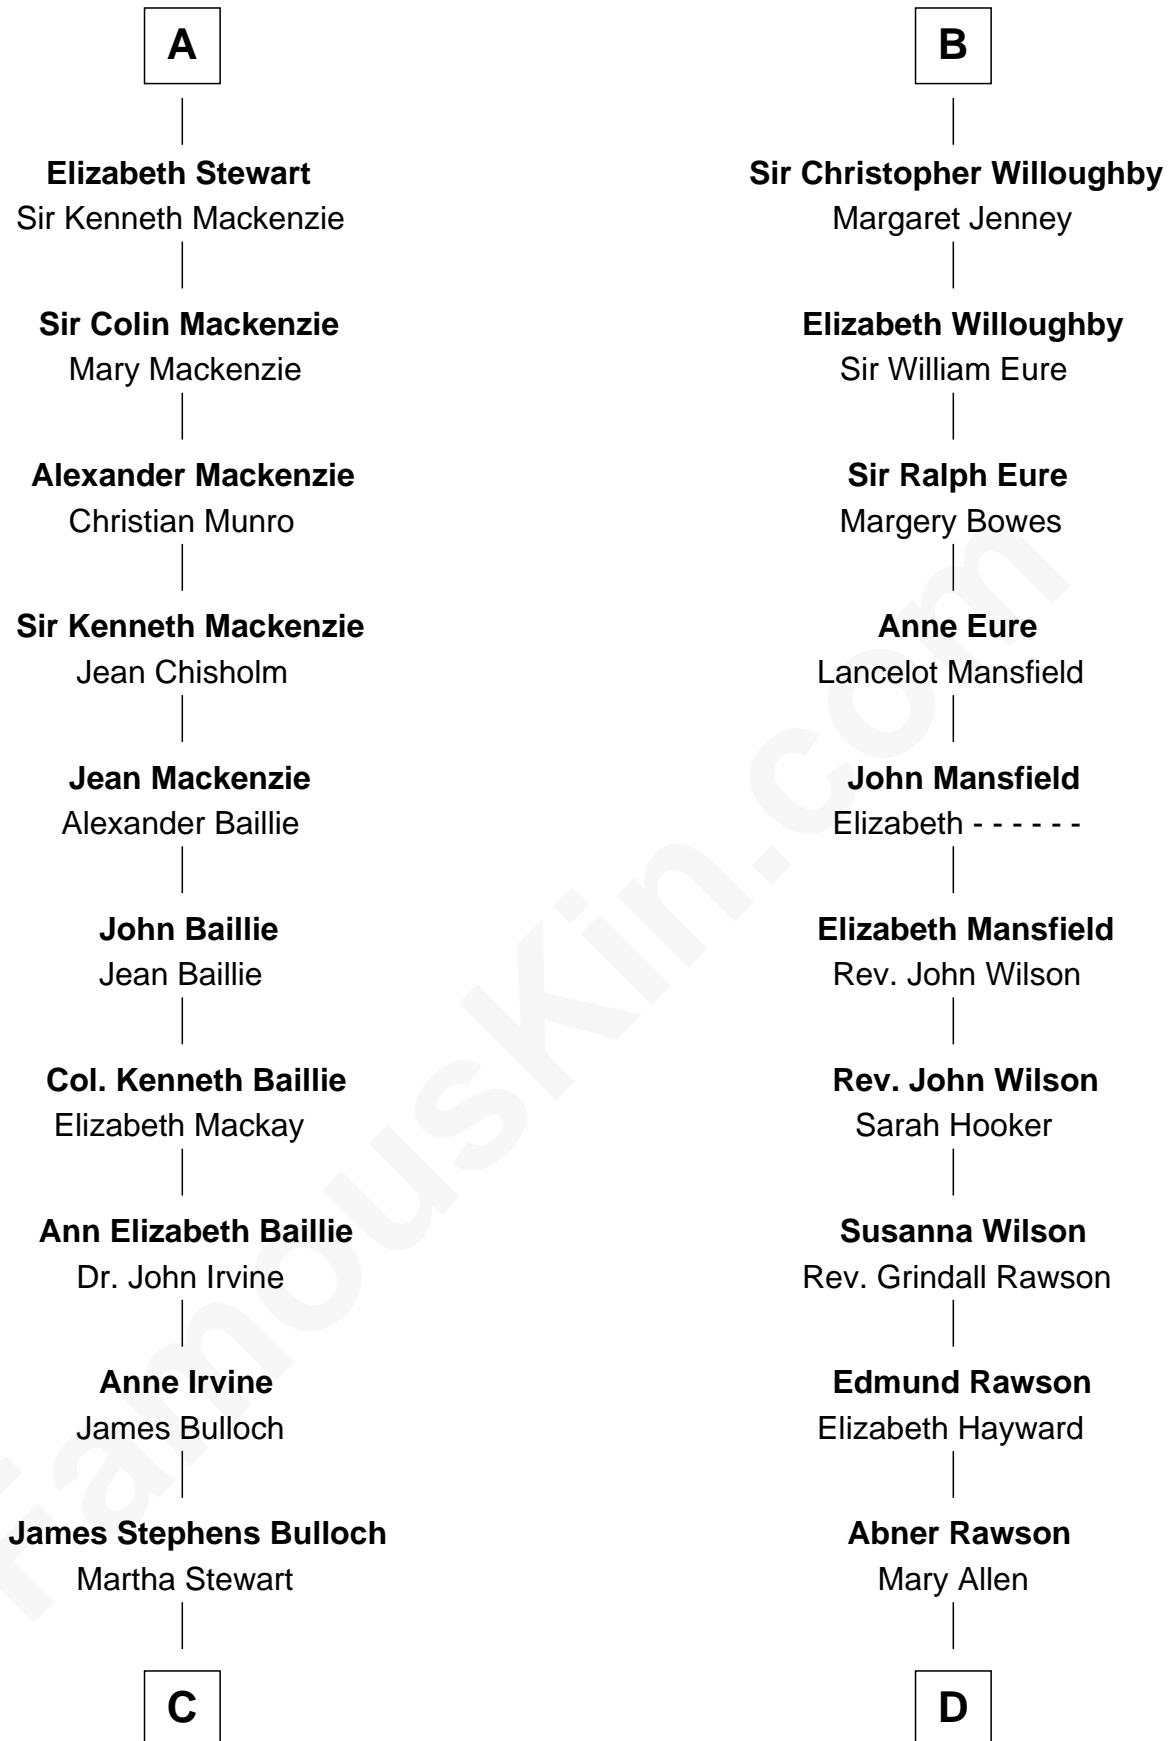 A
Elizabeth Stewart
Sir Kenneth Mackenzie
Sir Colin Mackenzie
Mary Mackenzie
Alexander Mackenzie
Christian Munro
Sir Kenneth Mackenzie
Jean Chisholm
Jean Mackenzie
Alexander Baillie
John Baillie
Jean Baillie
Col. Kenneth Baillie
Elizabeth Mackay
Ann Elizabeth Baillie
Dr. John Irvine
Anne Irvine
James Bulloch
James Stephens Bulloch
Martha Stewart
C
B
Sir Christopher Willoughby
Margaret Jenney
Elizabeth Willoughby
Sir William Eure
Sir Ralph Eure
Margery Bowes
Anne Eure
Lancelot Mansfield
John Mansfield
Elizabeth - - - - - -
Elizabeth Mansfield
Rev. John Wilson
Rev. John Wilson
Sarah Hooker
Susanna Wilson
Rev. Grindall Rawson
Edmund Rawson
Elizabeth Hayward
Abner Rawson
Mary Allen
D
FamousKin.com